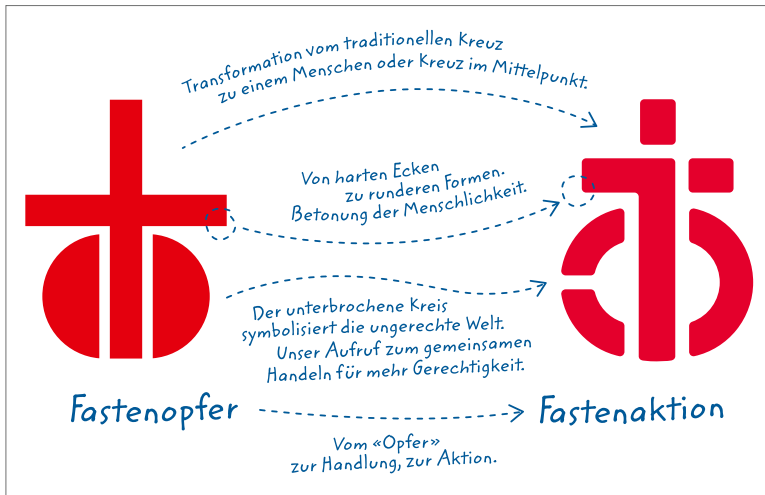 Transformation vom traditionellen Kreuz
zu einem Menschen oder Kreuz im Mittelpunkt.
Von harten Ecken
zu runderen Formen.
Betonung der Menschlichkeit.
Der unterbrochene Kreis
symbolisiert die ungerechte Welt.
Unser Aufruf zum gemeinsamen
Handeln für mehr Gerechtigkeit.
Fastenopfer
Fastenaktion
Vom «Opfer»
zur Handlung, zur Aktion.